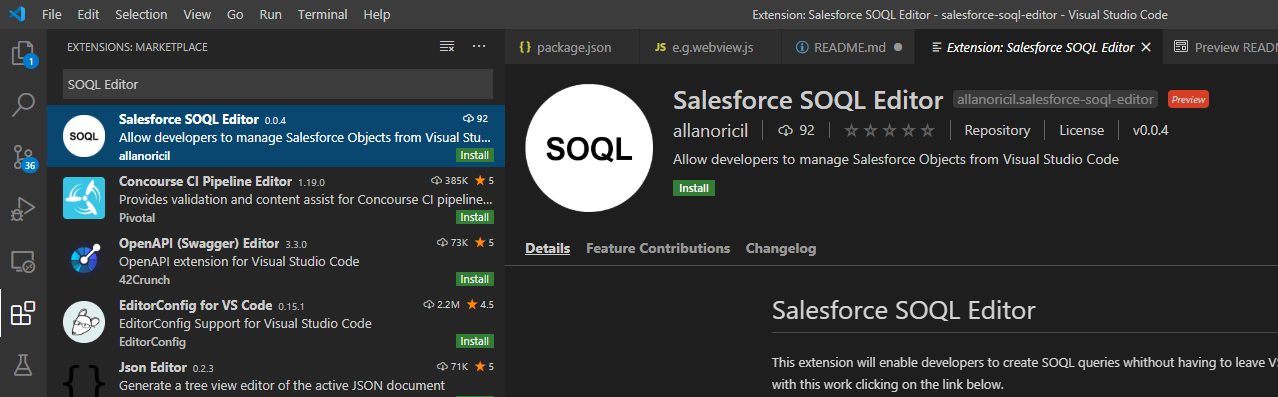 File Edit Selection View Go Run Terminal Help Extension: Salesforce SOQL Editor - salesforce-soql-editor - Visual Studio Code
EXTENSIONS: MARKETPLACE
SOQL Editor
1
36
SOQL
Salesforce SOQL Editor 0.0.4 92
Allow developers to manage Salesforce Objects from Visual Stu...
allanoricil Install
Concourse CI Pipeline Editor 1.19.0 385K 5
Provides validation and content assist for Concourse CI pipeline...
Pivotal Install
OpenAPI (Swagger) Editor 3.3.0 73K 5
OpenAPI extension for Visual Studio Code
42Crunch Install
EditorConfig for VS Code 0.15.1 2.2M 4.5
EditorConfig Support for Visual Studio Code
EditorConfig Install
{ }
Json Editor 0.2.3 71K 5
Generate a tree view editor of the active JSON document
{} package.json JS e.g.webview.js README.md Extension: Salesforce SOQL Editor Preview READ
SOQL
Salesforce SOQL Editor allanoricil.salesforce-soql-editor Preview
allanoricil 92 Repository License v0.0.4
Allow developers to manage Salesforce Objects from Visual Studio Code
Install
Details Feature Contributions Changelog
Salesforce SOQL Editor
This extension will enable developers to create SOQL queries whithout having to leave VS
with this work clicking on the link below.